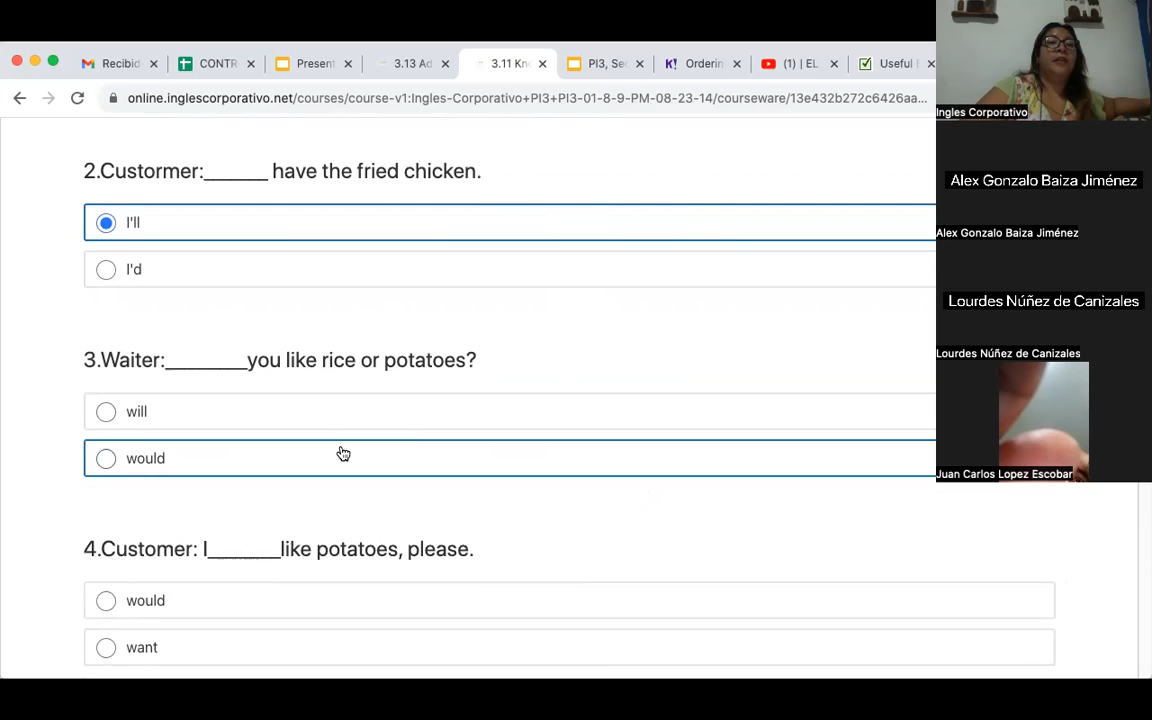 Recibid
CONTR
Present
3.13 Ad
3.11 Kn
PI3, Se
Orderin
(1) | EL
Useful E
online.inglescorporativo.net/courses/course-v1:Ingles-Corporativo+PI3+PI3-01-8-9-PM-08-23-14/courseware/13e432b272c6426aa...
2.Custormer:______ have the fried chicken.
I'll
I'd
3.Waiter:________you like rice or potatoes?
will
would
4.Customer: I_______like potatoes, please.
would
want
Ingles Corporativo
Alex Gonzalo Baiza Jiménez
Alex Gonzalo Baiza Jiménez
Lourdes Núñez de Canizales
Lourdes Núñez de Canizales
Juan Carlos Lopez Escobar